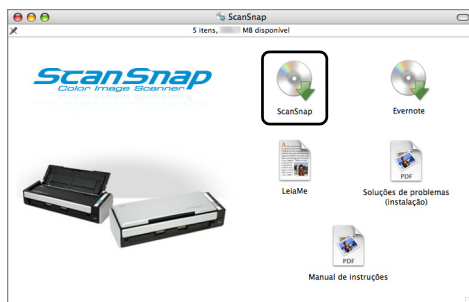 ScanSnap
5 itens, MB disponível
ScanSnap
Color Image Scanner
ScanSnap
Evernote
LeiaMe
PDF
Soluções de problemas
(instalação)
PDF
Manual de instruções